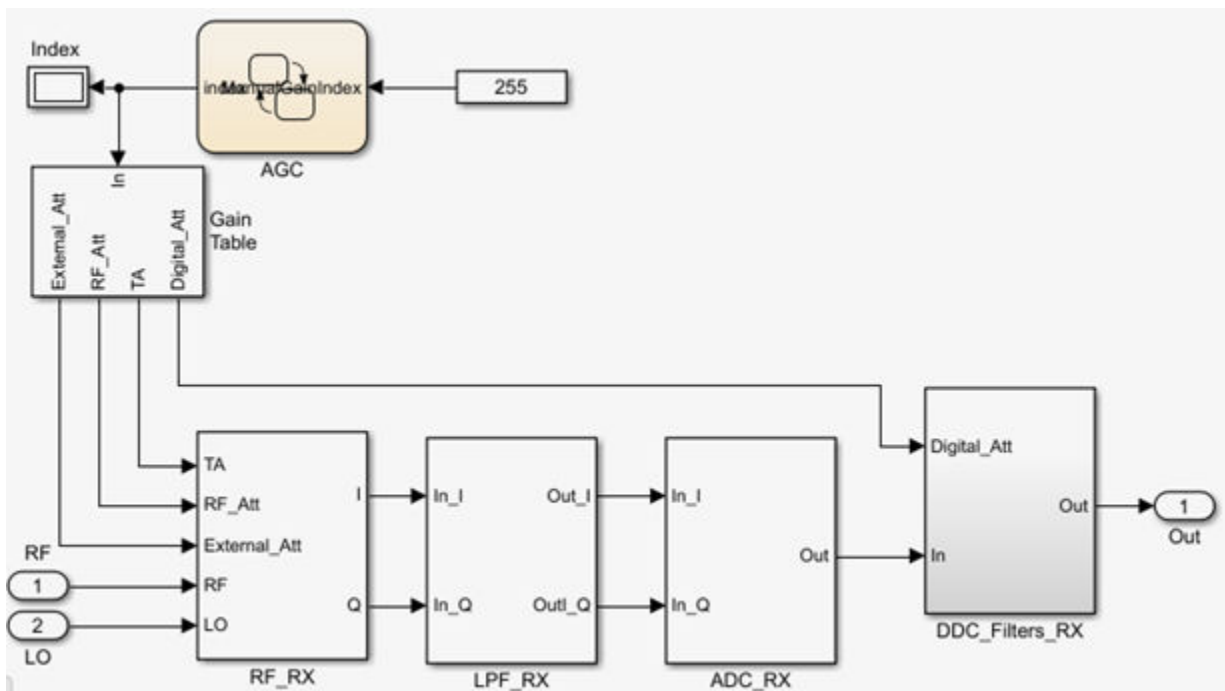 Index
index
ManualGainIndex
255
AGC
In
External_Att
RF_Att
TA
Digital_Att
Gain
Table
TA
RF_Att
External_Att
RF
LO
I
Q
RF_RX
RF
1
2
LO
In_I
In_Q
Out_I
OutI_Q
LPF_RX
In_I
In_Q
Out
ADC_RX
Digital_Att
In
Out
DDC_Filters_RX
1
Out